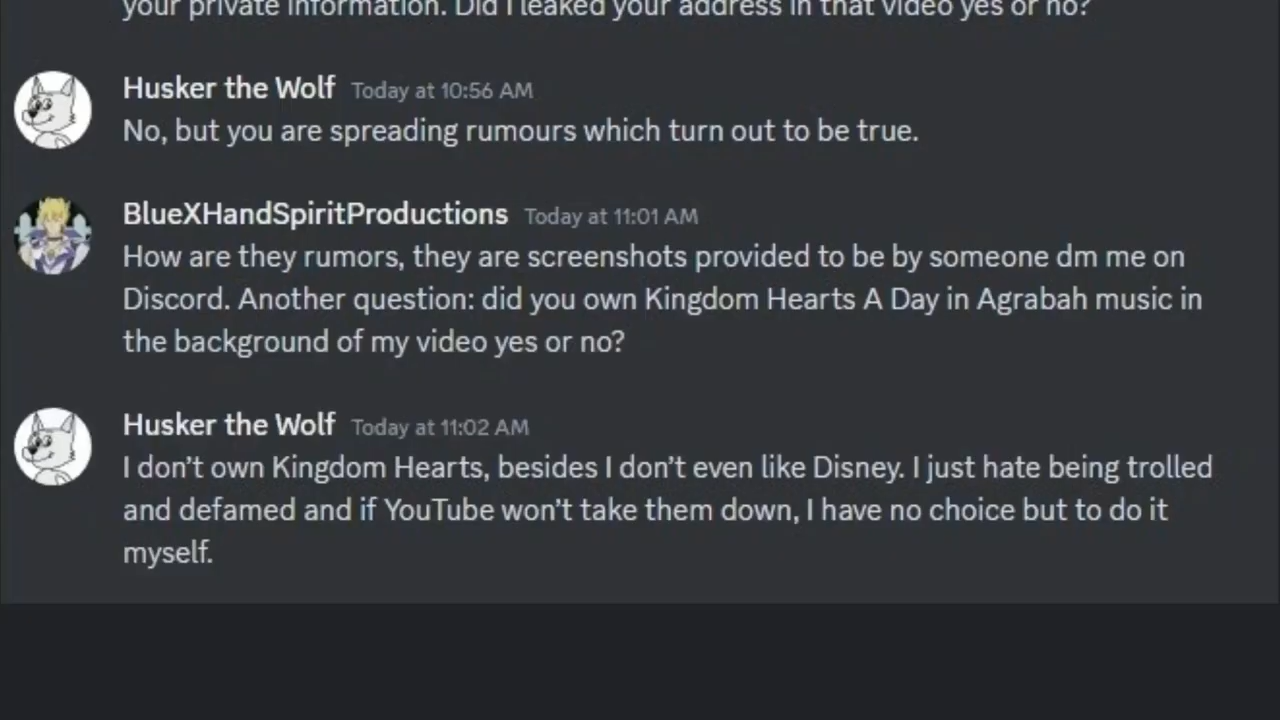 your private information. Did I leaked your address in that video yes or no?
Husker the Wolf Today at 10:56 AM
No, but you are spreading rumours which turn out to be true.
BlueXHandSpiritProductions Today at 11:01 AM
How are they rumors, they are screenshots provided to be by someone dm me on
Discord. Another question: did you own Kingdom Hearts A Day in Agrabah music in
the background of my video yes or no?
Husker the Wolf Today at 11:02 AM
I don’t own Kingdom Hearts, besides I don’t even like Disney. I just hate being trolled
and defamed and if YouTube won’t take them down, I have no choice but to do it
myself.